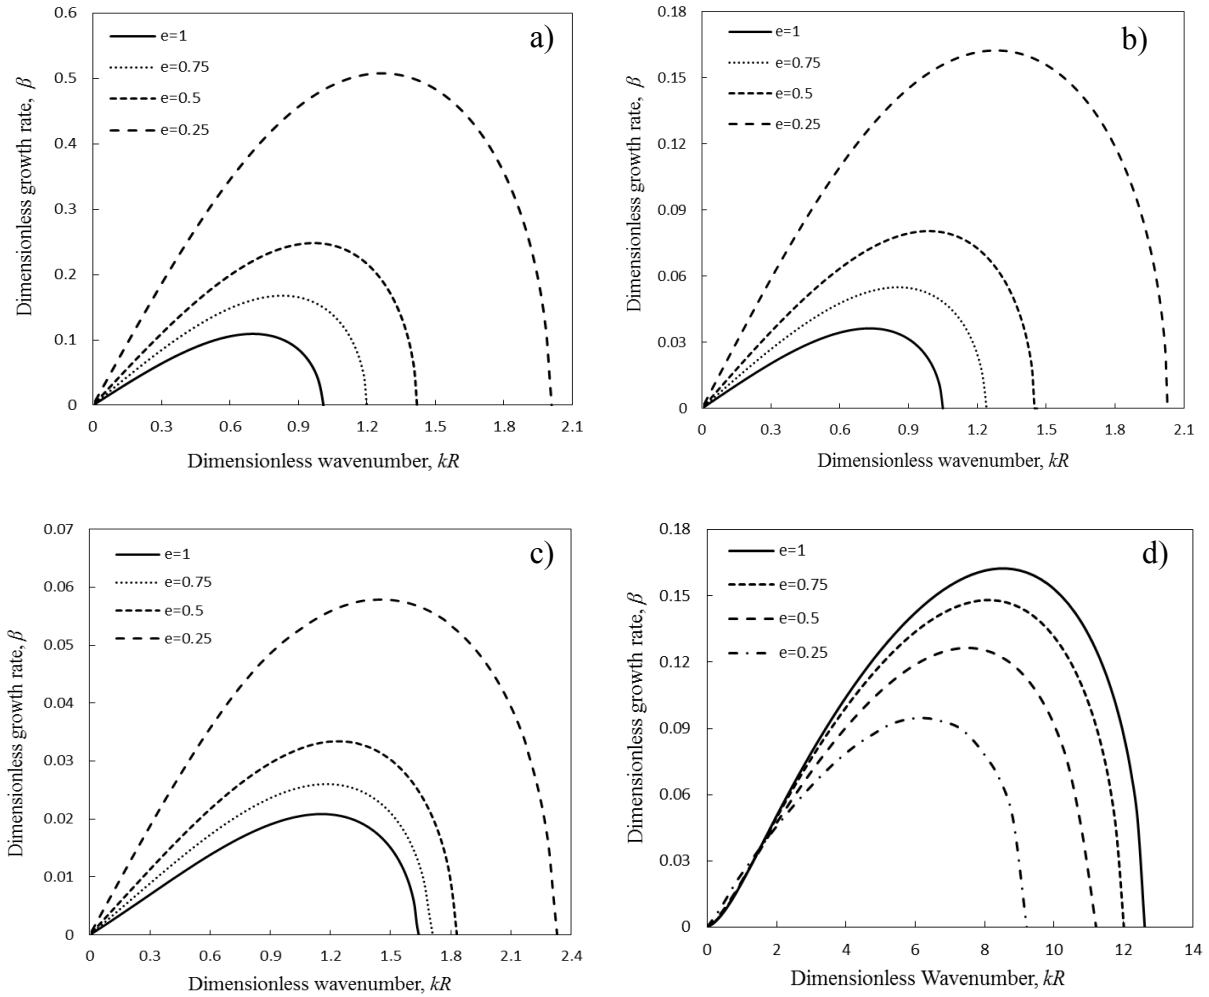 a)
e=1
e=0.75
e=0.5
e=0.25
0.6
0.5
0.4
0.3
0.2
0.1
0
Dimensionless growth rate, β
0 0.3 0.6 0.9 1.2 1.5 1.8 2.1
Dimensionless wavenumber, kR
b)
e=1
e=0.75
e=0.5
e=0.25
0.18
0.15
0.12
0.09
0.06
0.03
0
Dimensionless growth rate, β
0 0.3 0.6 0.9 1.2 1.5 1.8 2.1
Dimensionless wavenumber, kR
c)
e=1
e=0.75
e=0.5
e=0.25
0.07
0.06
0.05
0.04
0.03
0.02
0.01
0
Dimensionless growth rate, β
0 0.3 0.6 0.9 1.2 1.5 1.8 2.1 2.4
Dimensionless wavenumber, kR
d)
e=1
e=0.75
e=0.5
e=0.25
0.18
0.15
0.12
0.09
0.06
0.03
0
Dimensionless growth rate, β
0 2 4 6 8 10 12 14
Dimensionless Wavenumber, kR